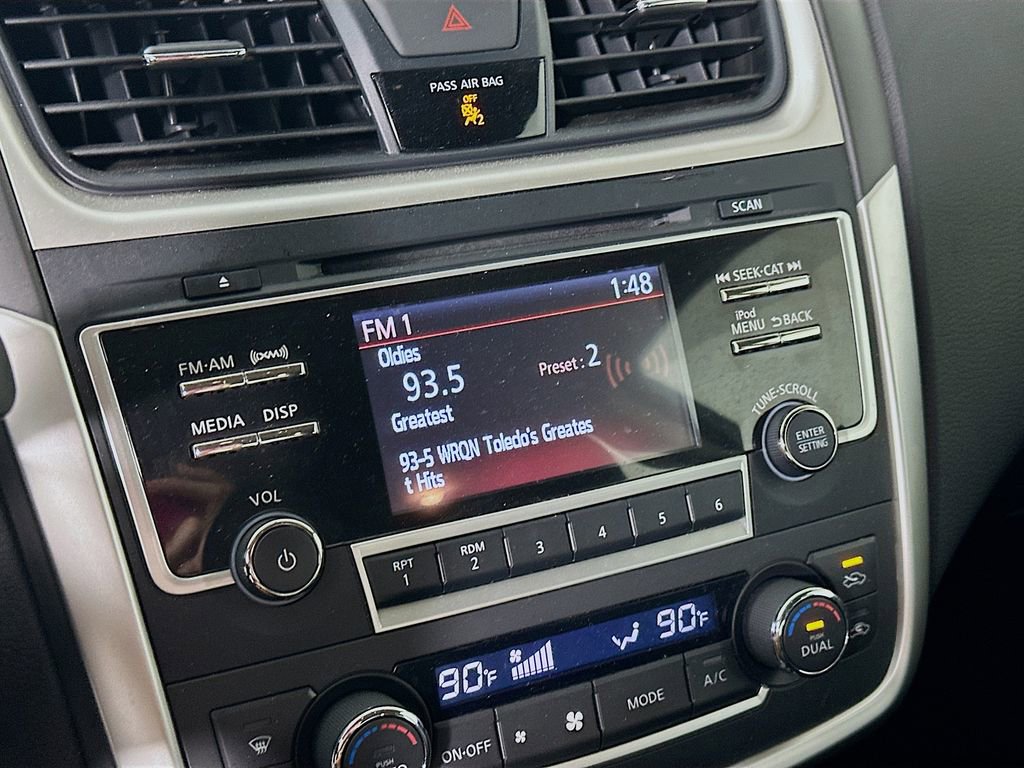 PASS AIR BAG
OFF
2
SCAN
1:48
SEEK·CAT
FM 1
Oldies
iPod
MENU BACK
FM·AM ((XM))
93.5
Preset : 2
Greatest
TUNE·SCROLL
MEDIA DISP
93-5 WRQN Toledo's Greates
t Hits
ENTER
SETTING
VOL
RPT
1
RDM
2
3
4
5
6
90°F
90°F
PUSH
DUAL
MODE
A/C
ON·OFF
PUSH